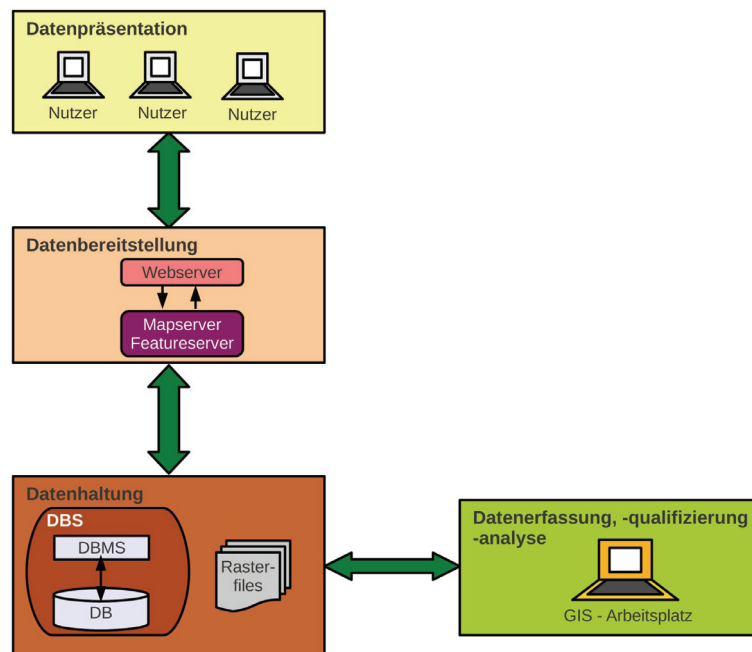 Datenpräsentation
Nutzer
Nutzer
Nutzer
Datenbereitstellung
Webserver
Mapserver
Featureserver
Datenhaltung
DBS
DBMS
DB
Raster-
files
Datenerfassung, -qualifizierung
-analyse
GIS - Arbeitsplatz